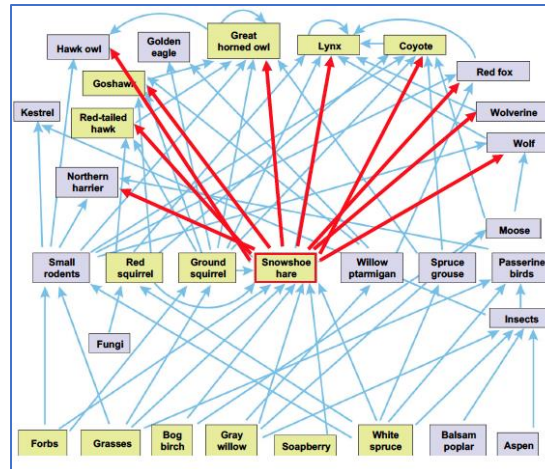 Hawk owl
Golden
eagle
Great
horned owl
Lynx
Coyote
Goshawk
Red fox
Kestrel
Red-tailed
hawk
Wolverine
Wolf
Northern
harrier
Moose
Small
rodents
Red
squirrel
Ground
squirrel
Snowshoe
hare
Willow
ptarmigan
Spruce
grouse
Passerine
birds
Fungi
Insects
Forbs
Grasses
Bog
birch
Gray
willow
Soapberry
White
spruce
Balsam
poplar
Aspen